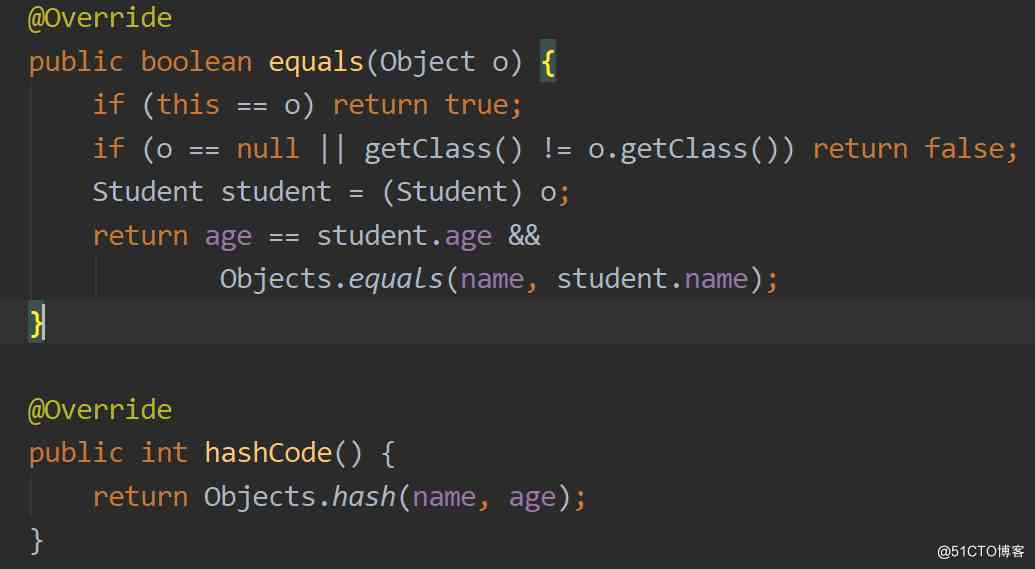 @Override
public boolean equals(Object o) {
    if (this == o) return true;
    if (o == null || getClass() != o.getClass()) return false;
    Student student = (Student) o;
    return age == student.age &&
            Objects.equals(name, student.name);
}
@Override
public int hashCode() {
    return Objects.hash(name, age);
}
@51CTO博客